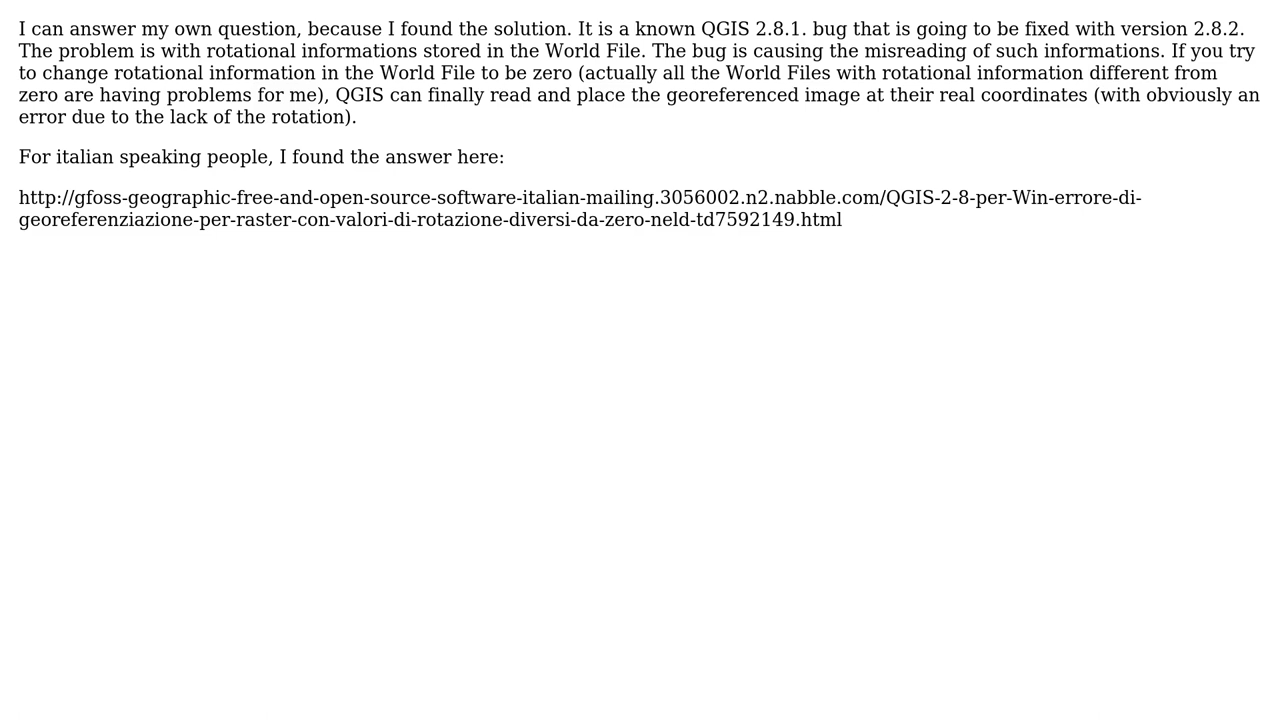 I can answer my own question, because I found the solution. It is a known QGIS 2.8.1. bug that is going to be fixed with version 2.8.2.
The problem is with rotational informations stored in the World File. The bug is causing the misreading of such informations. If you try
to change rotational information in the World File to be zero (actually all the World Files with rotational information different from
zero are having problems for me), QGIS can finally read and place the georeferenced image at their real coordinates (with obviously an
error due to the lack of the rotation).
For italian speaking people, I found the answer here:
http://gfoss-geographic-free-and-open-source-software-italian-mailing.3056002.n2.nabble.com/QGIS-2-8-per-Win-errore-di-
georeferenziazione-per-raster-con-valori-di-rotazione-diversi-da-zero-neld-td7592149.html